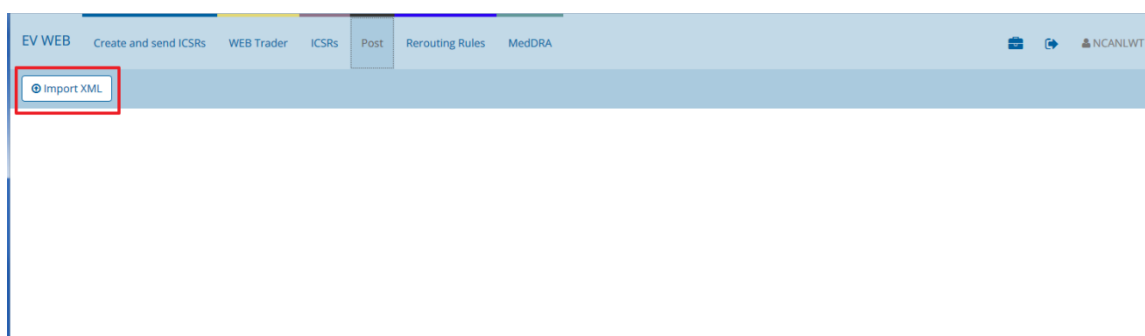 EV WEB Create and send ICSRs WEB Trader ICSRs Post Rerouting Rules MedDRA NCANLWT
Import XML